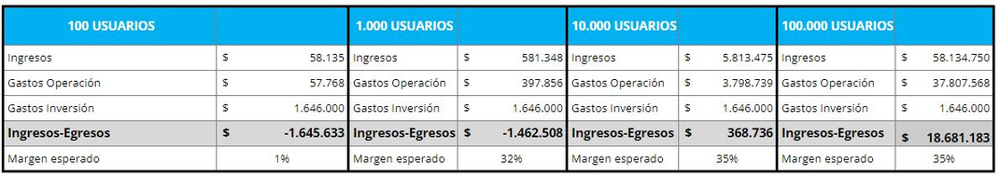 100 USUARIOS 1.000 USUARIOS 10.000 USUARIOS 100.000 USUARIOS
Ingresos $ 58.135 Ingresos $ 581.348 Ingresos $ 5.813.475 Ingresos $ 58.134.750
Gastos Operación $ 57.768 Gastos Operación $ 397.856 Gastos Operación $ 3.798.739 Gastos Operación $ 37.807.568
Gastos Inversión $ 1.646.000 Gastos Inversión $ 1.646.000 Gastos Inversión $ 1.646.000 Gastos Inversión $ 1.646.000
Ingresos-Egresos $ -1.645.633 Ingresos-Egresos $ -1.462.508 Ingresos-Egresos $ 368.736 Ingresos-Egresos $ 18.681.183
Margen esperado 1% Margen esperado 32% Margen esperado 35% Margen esperado 35%